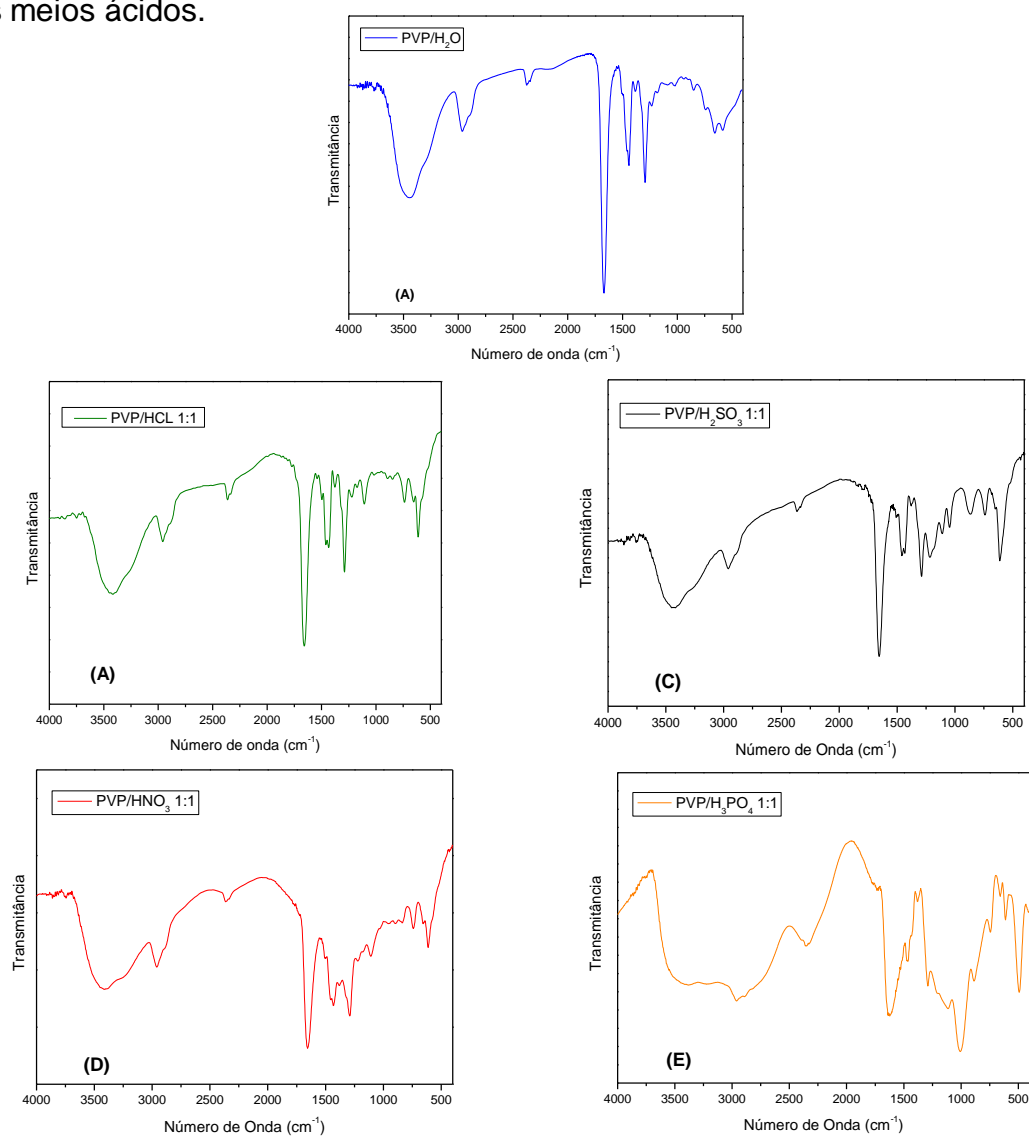 s meios ácidos.
PVP/H₂O
Transmitância
(A)
4000 3500 3000 2500 2000 1500 1000 500
Número de onda (cm⁻¹)
PVP/HCL 1:1
Transmitância
(A)
4000 3500 3000 2500 2000 1500 1000 500
Número de onda (cm⁻¹)
PVP/H₂SO₃ 1:1
Transmitância
(C)
4000 3500 3000 2500 2000 1500 1000 500
Número de Onda (cm⁻¹)
PVP/HNO₃ 1:1
Transmitância
(D)
4000 3500 3000 2500 2000 1500 1000 500
Número de Onda (cm⁻¹)
PVP/H₃PO₄ 1:1
Transmitância
(E)
4000 3500 3000 2500 2000 1500 1000 500
Número de Onda (cm⁻¹)